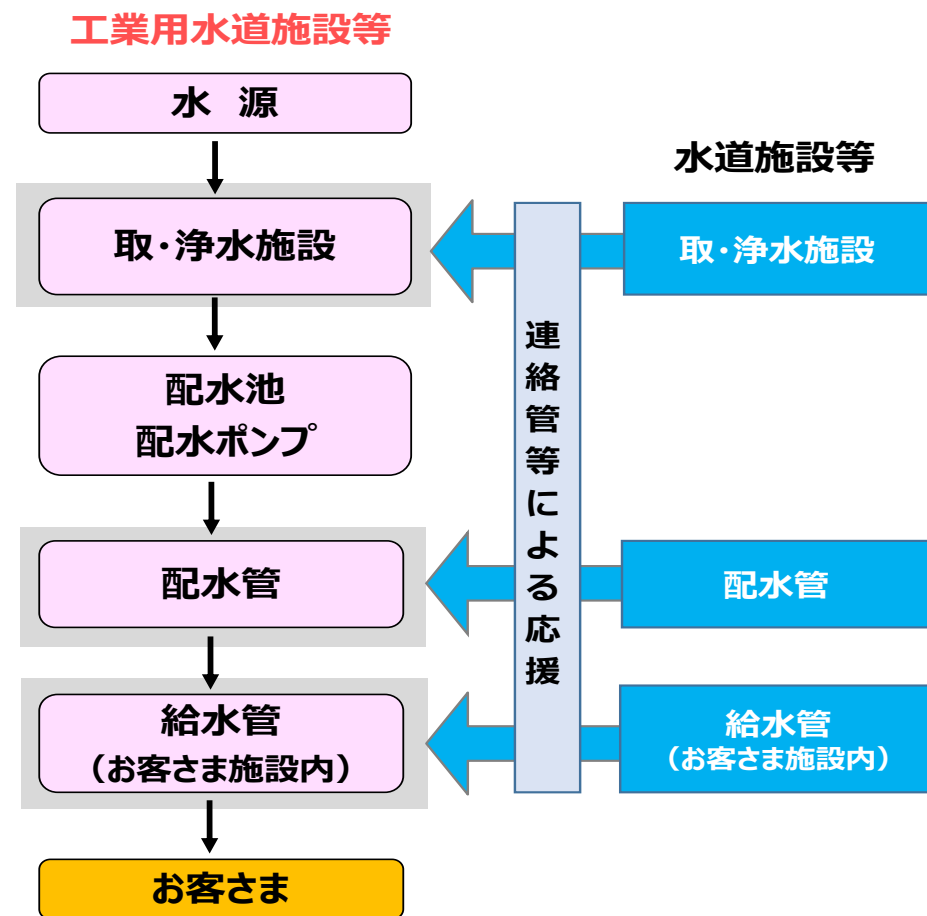 工業用水道施設等
水 源
取・浄水施設
配水池
配水ポンプ
配水管
給水管
（お客さま施設内）
お客さま
連絡管等による応援
水道施設等
取・浄水施設
配水管
給水管
（お客さま施設内）